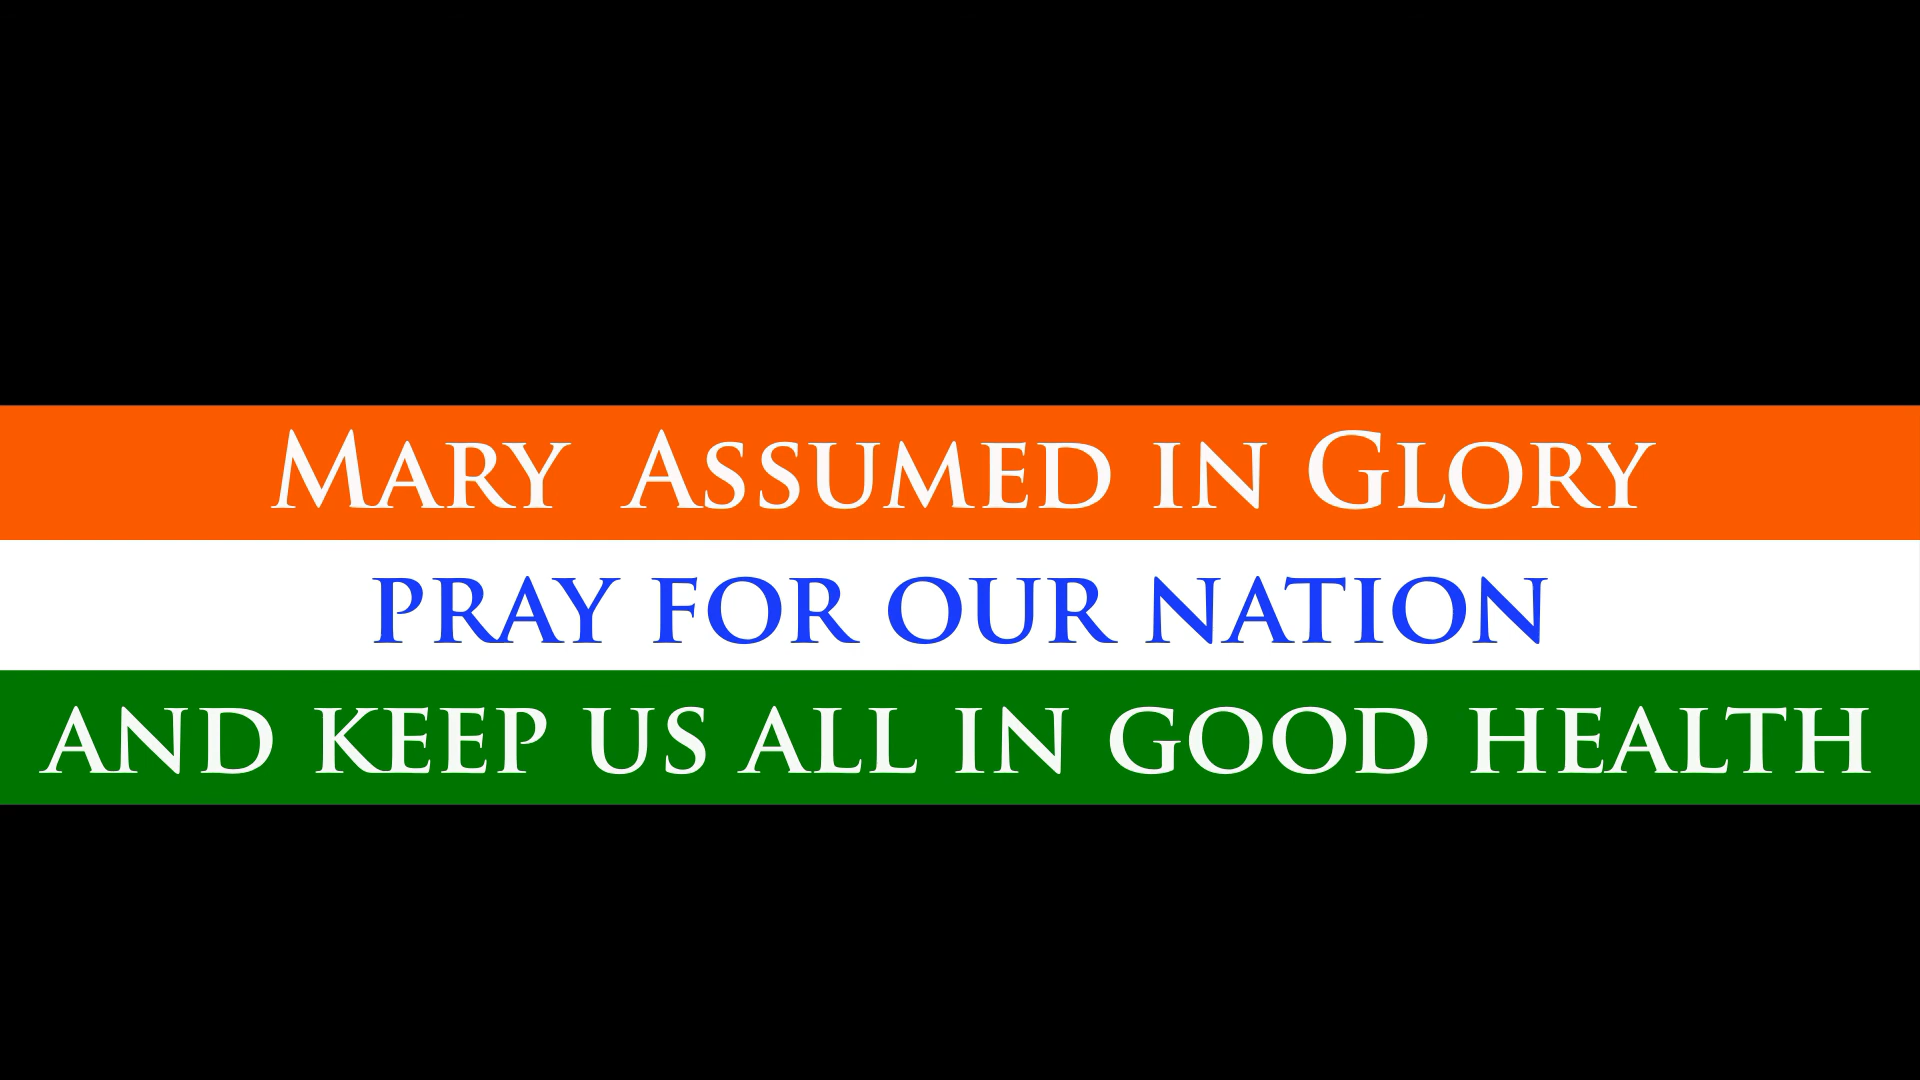 Mary Assumed in Glory
pray for our nation
and keep us all in good health